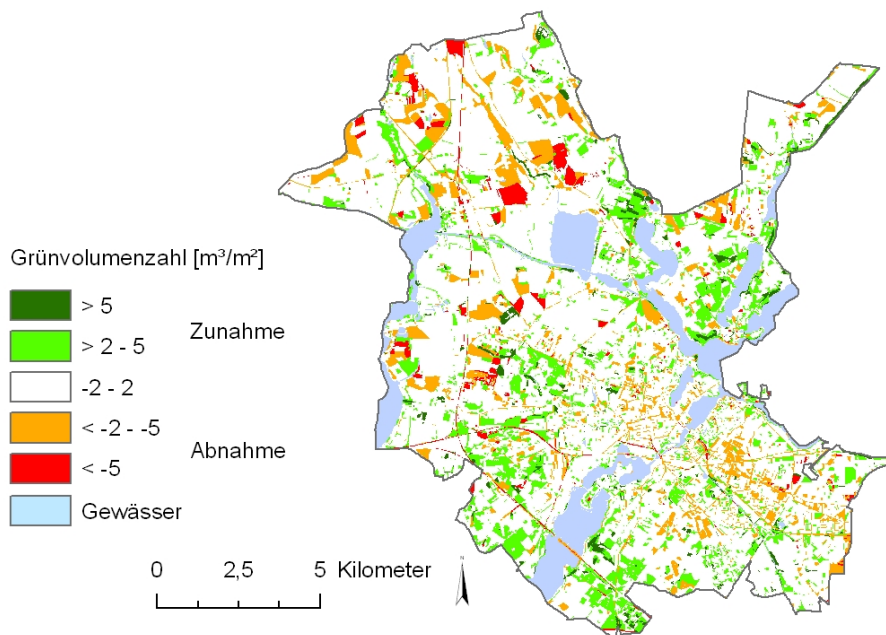 Grünvolumenzahl [m³/m²]
> 5
Zunahme
> 2 - 5
-2 - 2
< -2 - -5
Abnahme
< -5
Gewässer
0 2,5 5 Kilometer
N